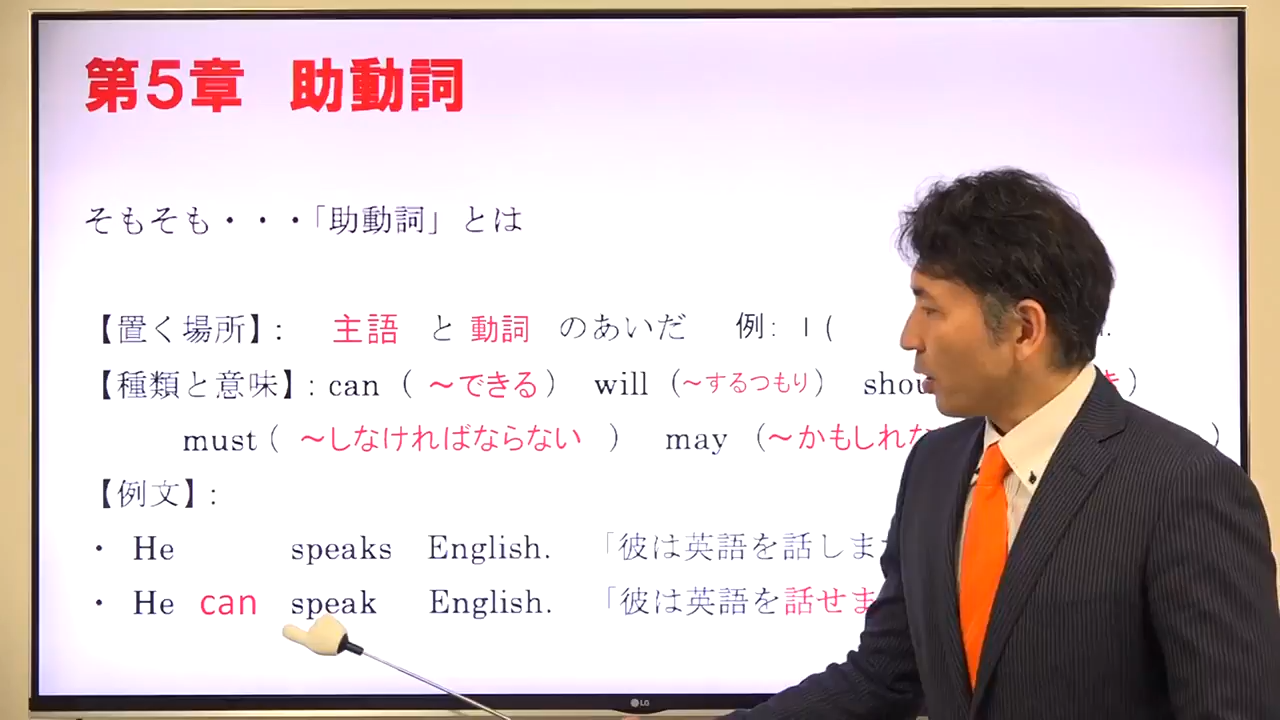 第5章 助動詞
そもそも・・・「助動詞」とは
【置く場所】: 主語 と 動詞 のあいだ 例: I (
【種類と意味】: can ( ～できる ) will (～するつもり) )
must ( ～しなければならない ) may (～かもしれ )
【例文】:
・ He speaks English. 「彼は英語を話しま
・ He can speak English. 「彼は英語を話せま
LG